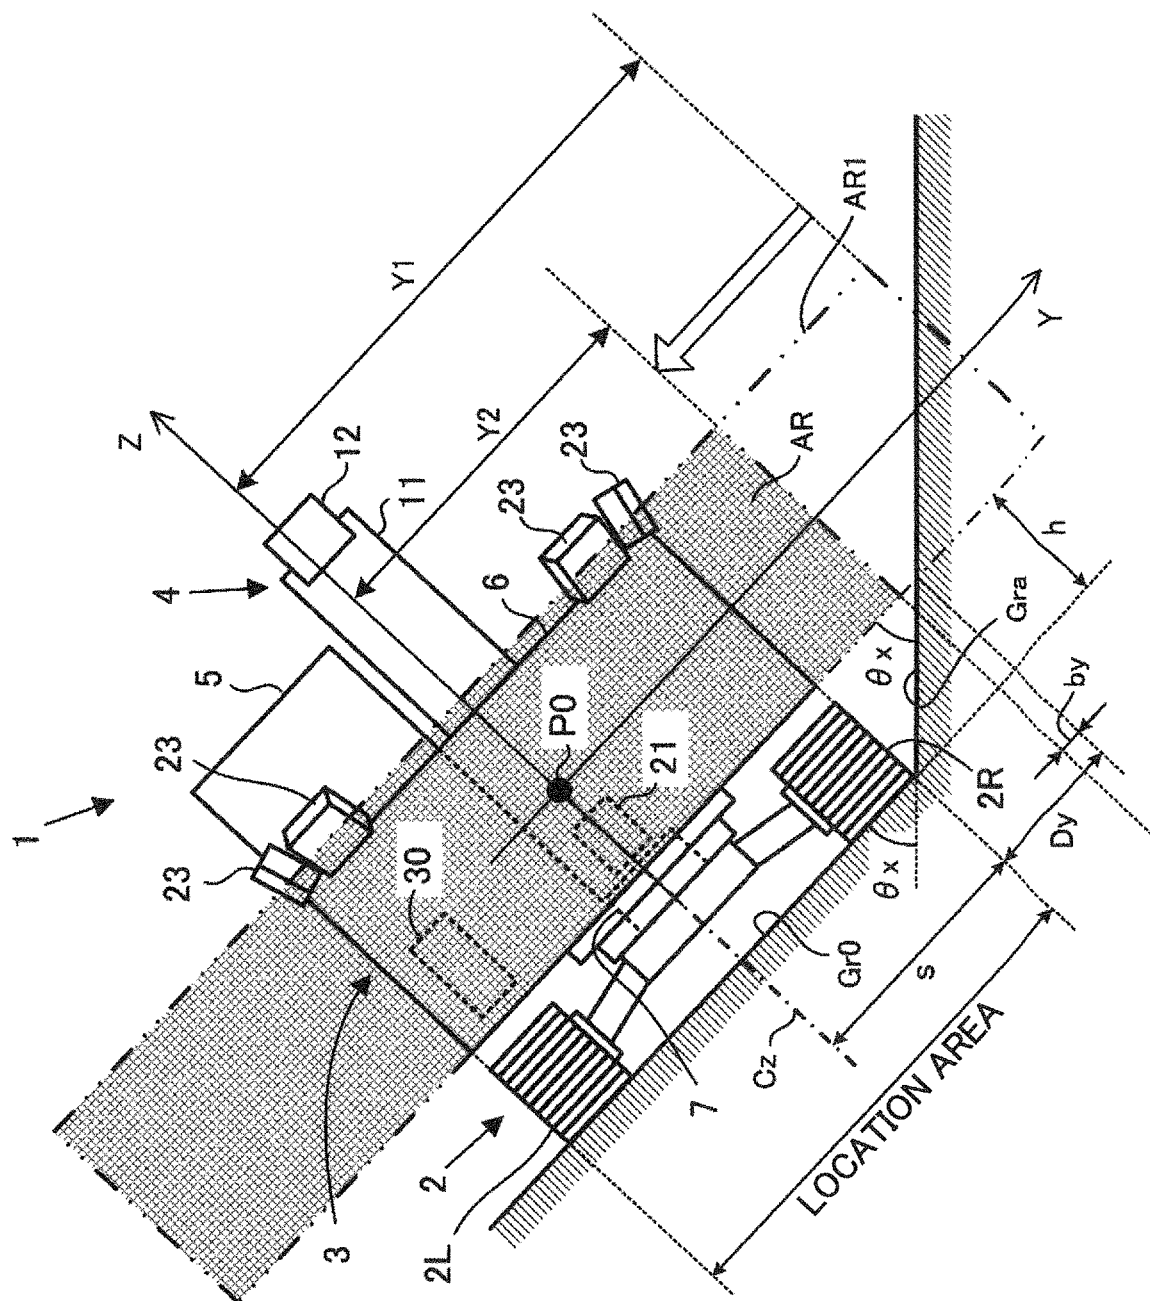 1
Z
Y1
AR1
12
4
11
Y2
5
23
23
23
23
6
AR
Y
P0
21
30
h
θx
Gra
by
2R
Dy
θx
Gr0
s
Cz
7
2
3
2L
LOCATION AREA